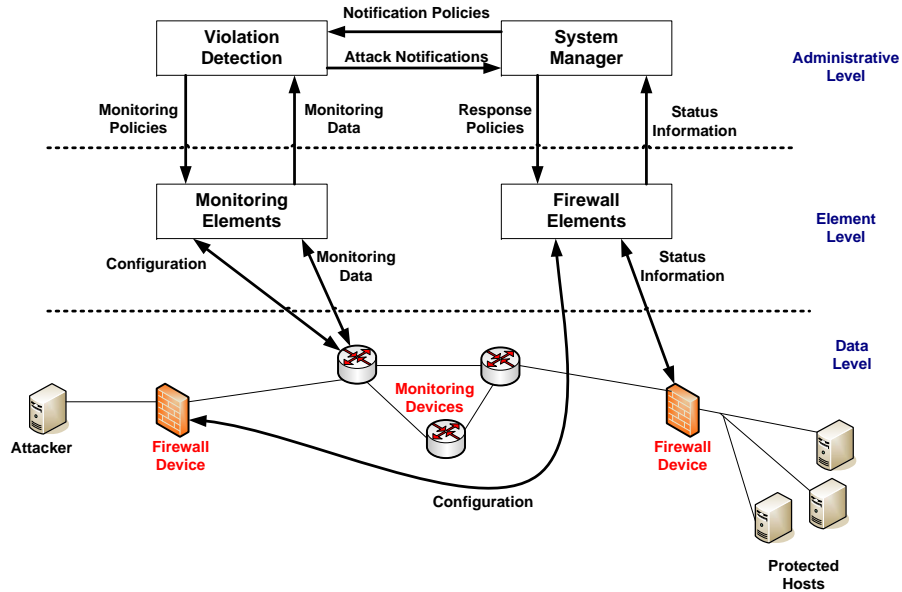 Notification Policies
Violation
Detection
System
Manager
Attack Notifications
Administrative
Level
Monitoring
Policies
Monitoring
Data
Response
Policies
Status
Information
Monitoring
Elements
Firewall
Elements
Element
Level
Configuration
Monitoring
Data
Status
Information
Data
Level
Monitoring
Devices
Attacker
Firewall
Device
Firewall
Device
Configuration
Protected
Hosts